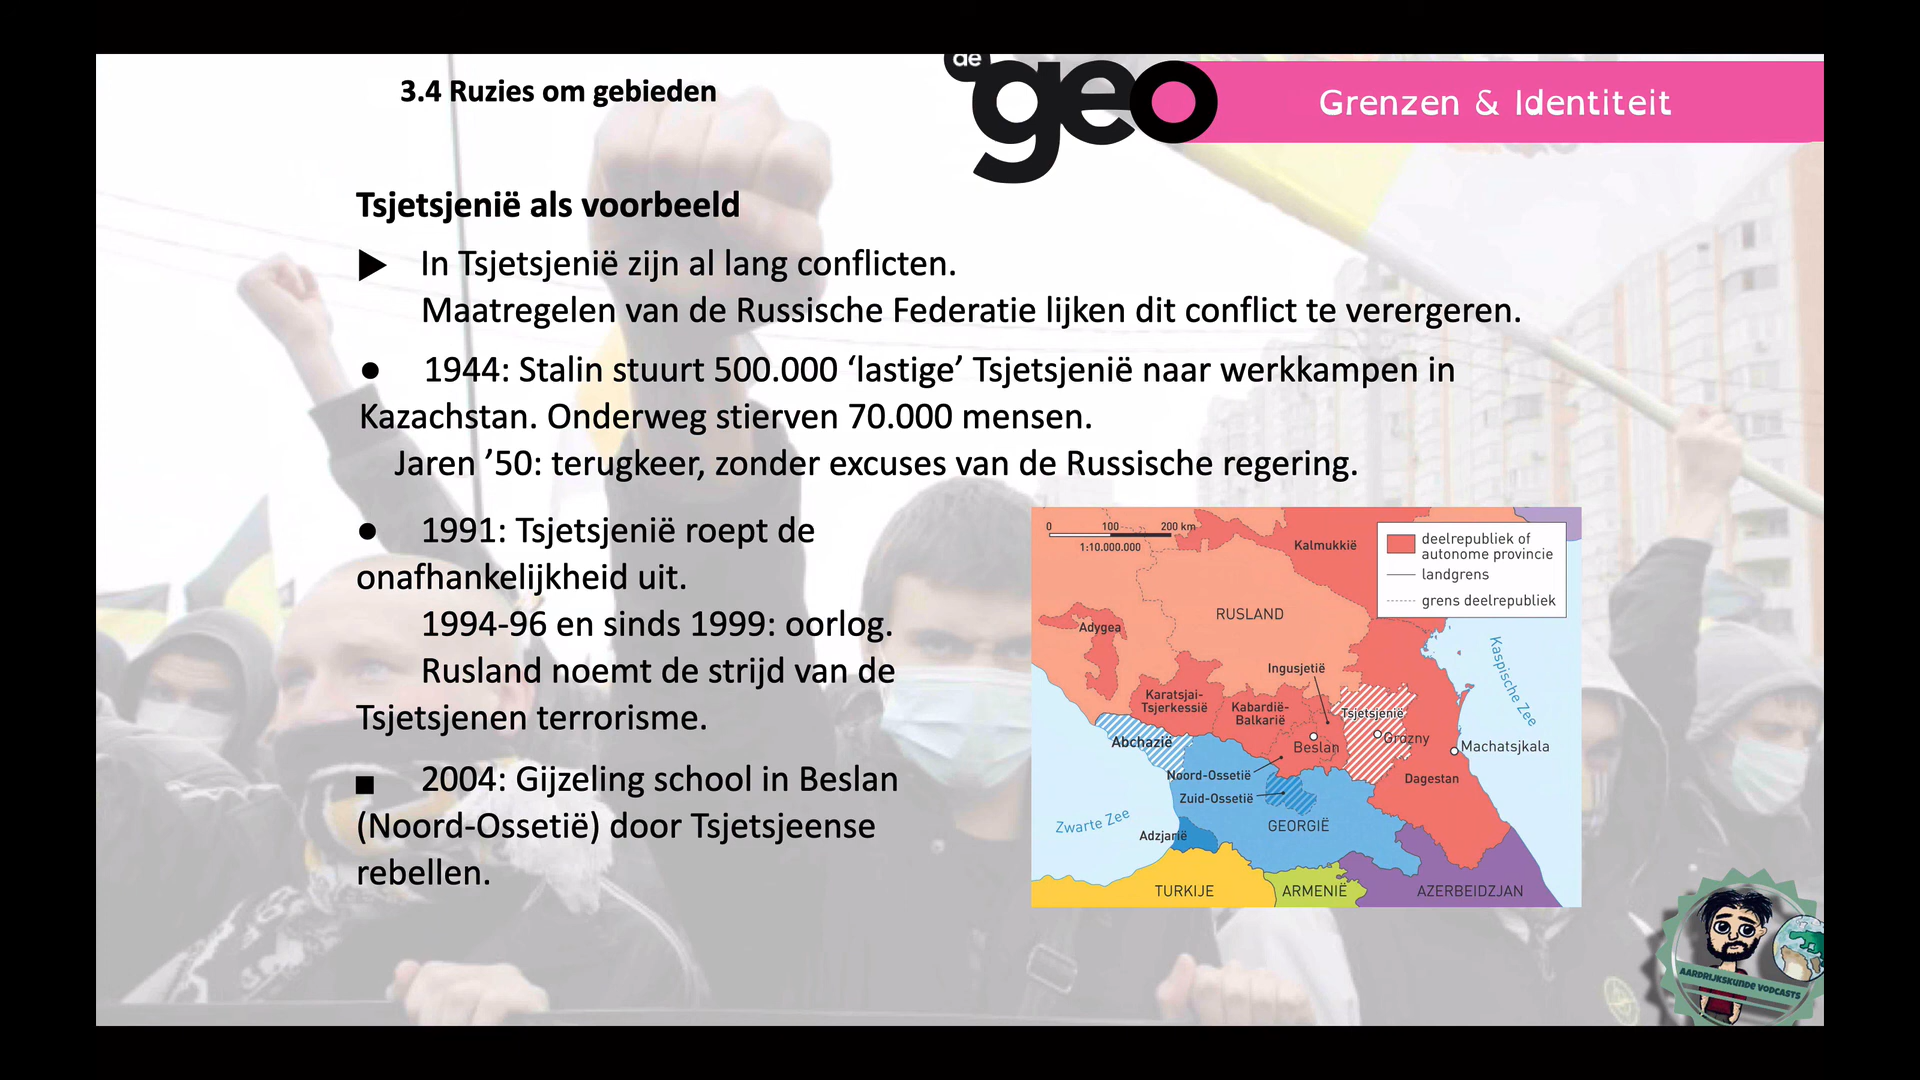 3.4 Ruzies om gebieden
de
geo
Grenzen & Identiteit
Tsjetsjenië als voorbeeld
▶ In Tsjetsjenië zijn al lang conflicten.
Maatregelen van de Russische Federatie lijken dit conflict te verergeren.
● 1944: Stalin stuurt 500.000 ‘lastige’ Tsjetsjenië naar werkkampen in
Kazachstan. Onderweg stierven 70.000 mensen.
Jaren ’50: terugkeer, zonder excuses van de Russische regering.
● 1991: Tsjetsjenië roept de
onafhankelijkheid uit.
1994-96 en sinds 1999: oorlog.
Rusland noemt de strijd van de
Tsjetsjenen terrorisme.
■ 2004: Gijzeling school in Beslan
(Noord-Ossetië) door Tsjetsjeense
rebellen.
0 100 200 km
1:10.000.000
Kalmukkië
deelrepubliek of
autonome provincie
landgrens
grens deelrepubliek
RUSLAND
Adygea
Kaspische Zee
Ingusjetië
Karatsjai-
Tsjerkessië
Kabardië-
Balkarië
Tsjetsjenië
Grozny
Abchazië
Beslan
Machatsjkala
Noord-Ossetië
Dagestan
Zuid-Ossetië
Zwarte Zee
GEORGIË
Adzjarië
TURKIJE
ARMENIË
AZERBEIDZJAN
AARDRIJKSKUNDE VODCASTS